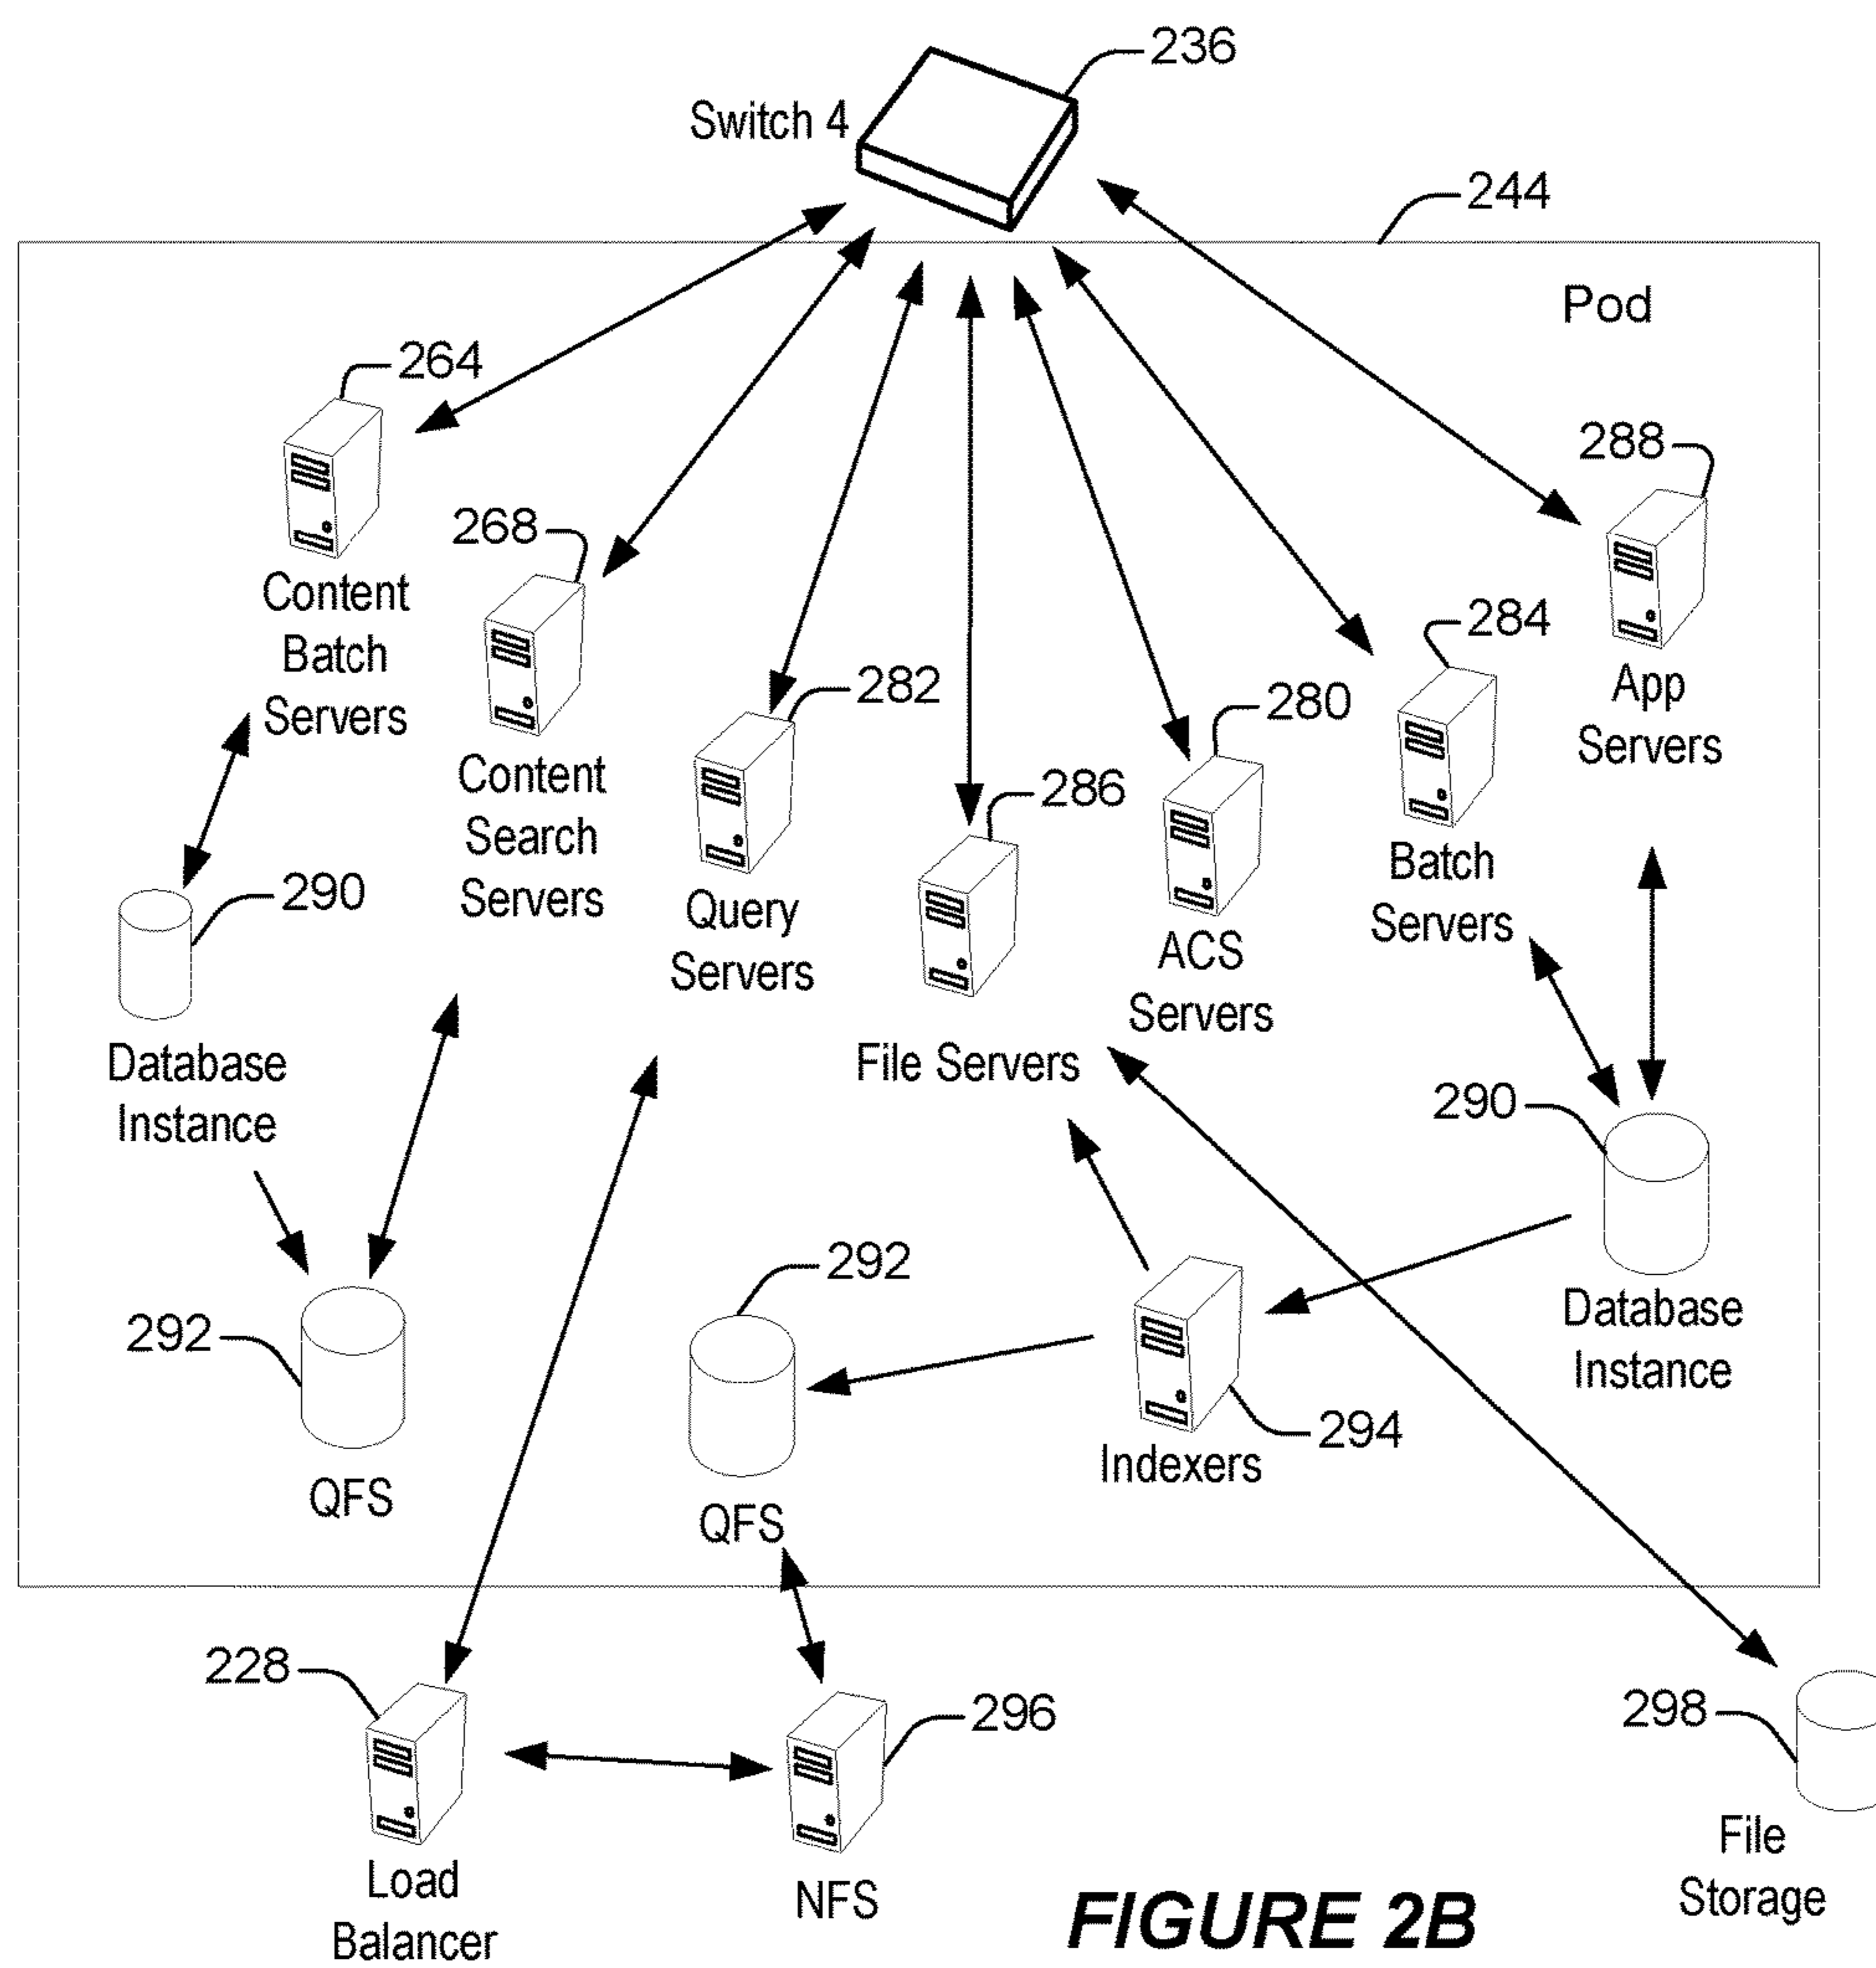 236
Switch 4
244
Pod
264
Content
Batch
Servers
268
Content
Search
Servers
282
Query
Servers
286
File Servers
280
ACS
Servers
284
Batch
Servers
288
App
Servers
290
Database
Instance
290
Database
Instance
292
QFS
292
QFS
294
Indexers
228
Load
Balancer
296
NFS
298
File
Storage
FIGURE 2B